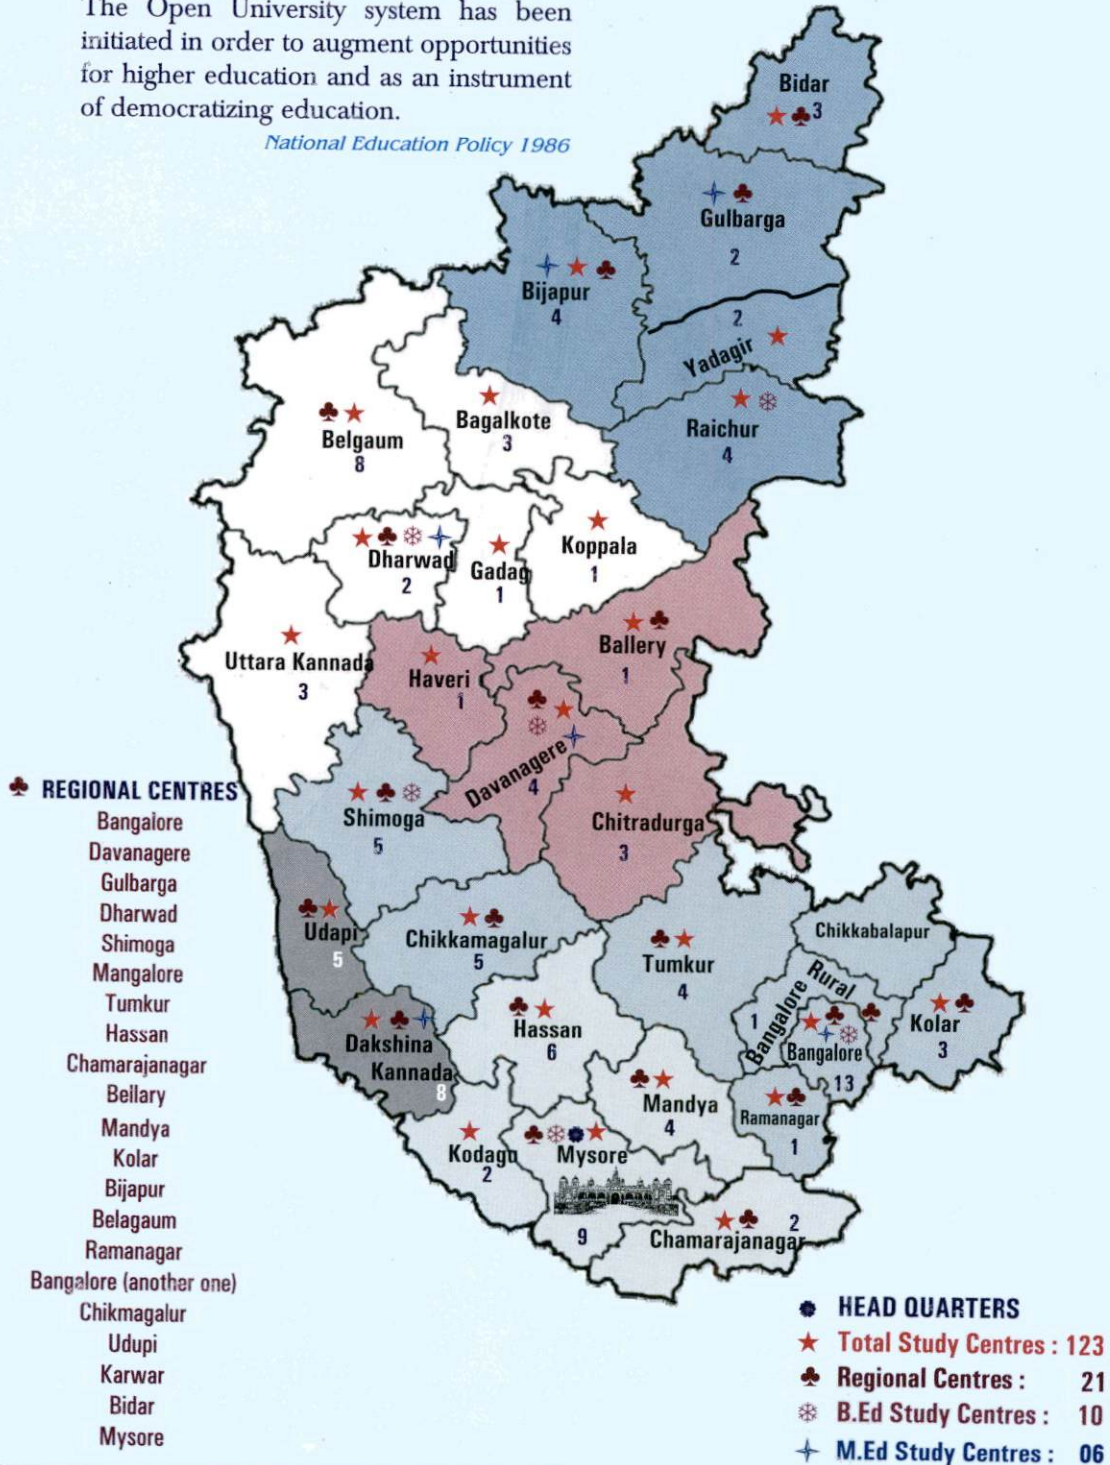 The Open University system has been
initiated in order to augment opportunities
for higher education and as an instrument
of democratizing education.
National Education Policy 1986
Bidar
3
Gulbarga
2
Bijapur
4
2
Yadagir
Raichur
4
Bagalkote
3
Belgaum
8
Dharwad
2
Gadag
1
Koppala
1
Uttara Kannada
3
Haveri
1
Ballery
1
Davanagere
4
Chitradurga
3
Shimoga
5
Udapi
5
Chikkamagalur
5
Tumkur
4
Chikkabalapur
Bangalore Rural
1
Bangalore
13
Kolar
3
Hassan
6
Dakshina
Kannada
8
Mandya
4
Ramanagar
1
Kodagu
2
Mysore
9
Chamarajanagar
2
REGIONAL CENTRES
Bangalore
Davanagere
Gulbarga
Dharwad
Shimoga
Mangalore
Tumkur
Hassan
Chamarajanagar
Bellary
Mandya
Kolar
Bijapur
Belagaum
Ramanagar
Bangalore (another one)
Chikmagalur
Udupi
Karwar
Bidar
Mysore
HEAD QUARTERS
Total Study Centres : 123
Regional Centres : 21
B.Ed Study Centres : 10
M.Ed Study Centres : 06